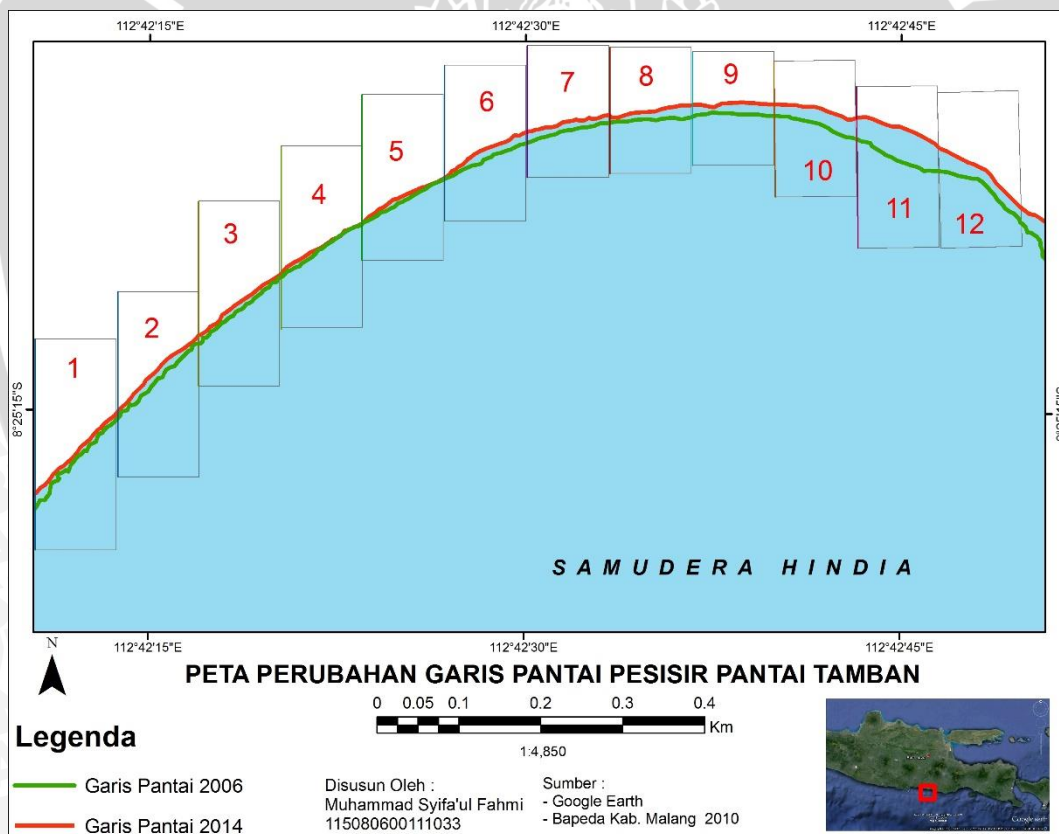 112°42'15"E 112°42'30"E 112°42'45"E
1
2
3
4
5
6
7
8
9
10
11
12
8°25'15"S
SAMUDERA HINDIA
112°42'15"E 112°42'30"E 112°42'45"E
N
PETA PERUBAHAN GARIS PANTAI PESISIR PANTAI TAMBAN
0 0.05 0.1 0.2 0.3 0.4
Km
1:4,850
Legenda
Garis Pantai 2006
Garis Pantai 2014
Disusun Oleh :
Muhammad Syifa'ul Fahmi
115080600111033
Sumber :
- Google Earth
- Bapeda Kab. Malang 2010
Google Earth